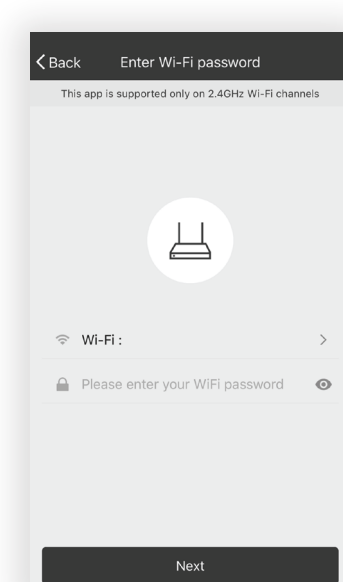 Back
Enter Wi-Fi password
This app is supported only on 2.4GHz Wi-Fi channels
Wi-Fi :
Please enter your WiFi password
Next